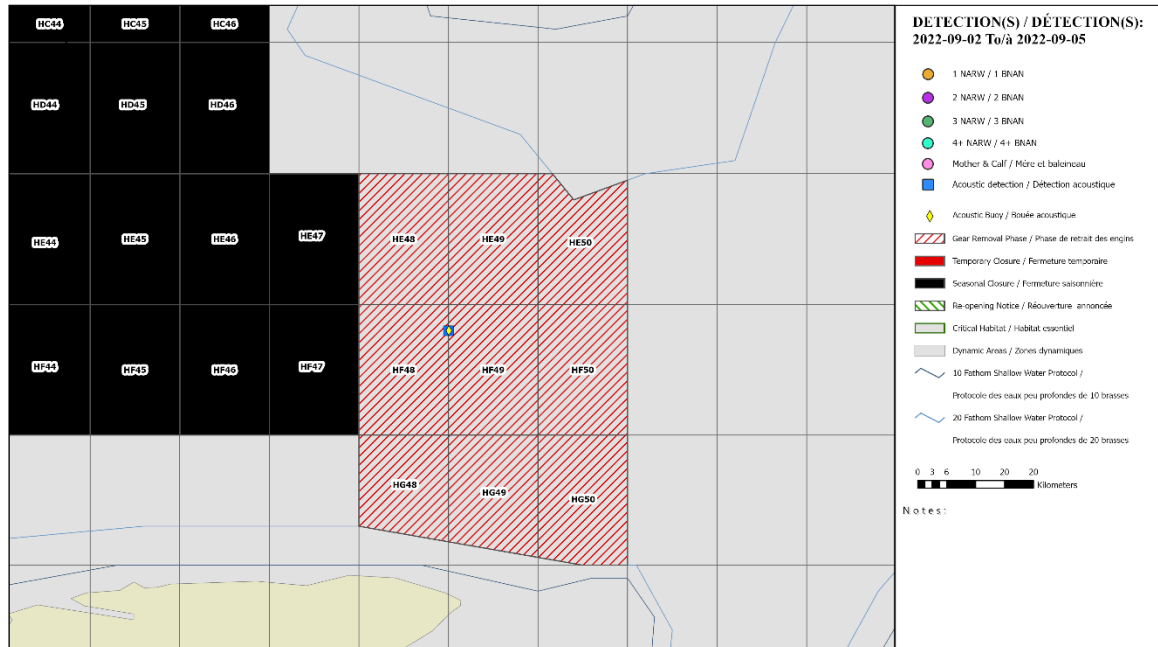 HC44 HC45 HC46
HD44 HD45 HD46
HE44 HE45 HE46 HE47 HE48 HE49 HE50
HF44 HF45 HF46 HF47 HF48 HF49 HF50
HG48 HG49 HG50
DETECTION(S) / DÉTECTION(S):
2022-09-02 To/à 2022-09-05
1 NARW / 1 BNAN
2 NARW / 2 BNAN
3 NARW / 3 BNAN
4+ NARW / 4+ BNAN
Mother & Calf / Mére et baleineau
Acoustic detection / Détection acoustique
Acoustic Buoy / Bouée acoustique
Gear Removal Phase / Phase de retrait des engins
Temporary Closure / Fermeture temporaire
Seasonal Closure / Fermeture saisonnière
Re-opening Notice / Réouverture annoncée
Critical Habitat / Habitat essentiel
Dynamic Areas / Zones dynamiques
10 Fathom Shallow Water Protocol /
Protocole des eaux peu profondes de 10 brasses
20 Fathom Shallow Water Protocol /
Protocole des eaux peu profondes de 20 brasses
0 3 6 10 20 20
Kilometers
Notes: